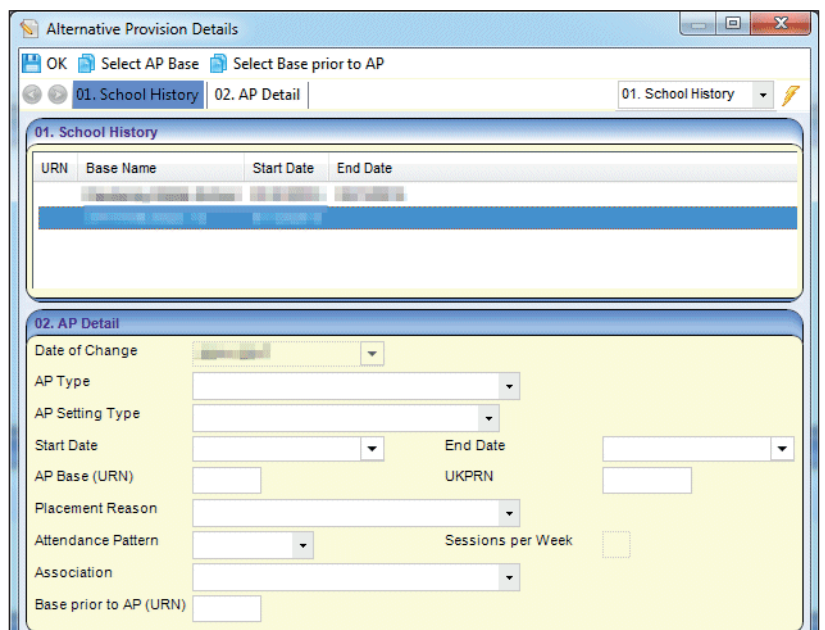 Alternative Provision Details
OK Select AP Base Select Base prior to AP
01. School History 02. AP Detail 01. School History
01. School History
URN Base Name Start Date End Date
02. AP Detail
Date of Change
AP Type
AP Setting Type
Start Date End Date
AP Base (URN) UKPRN
Placement Reason
Attendance Pattern Sessions per Week
Association
Base prior to AP (URN)